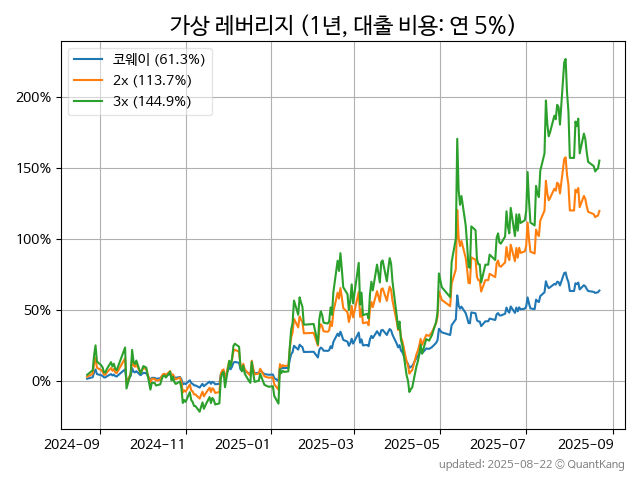 가상 레버리지 (1년, 대출 비용: 연 5%)
코웨이 (61.3%)
2x (113.7%)
3x (144.9%)
200%
150%
100%
50%
0%
2024-09
2024-11
2025-01
2025-03
2025-05
2025-07
2025-09
updated: 2025-08-22 @ QuantKang